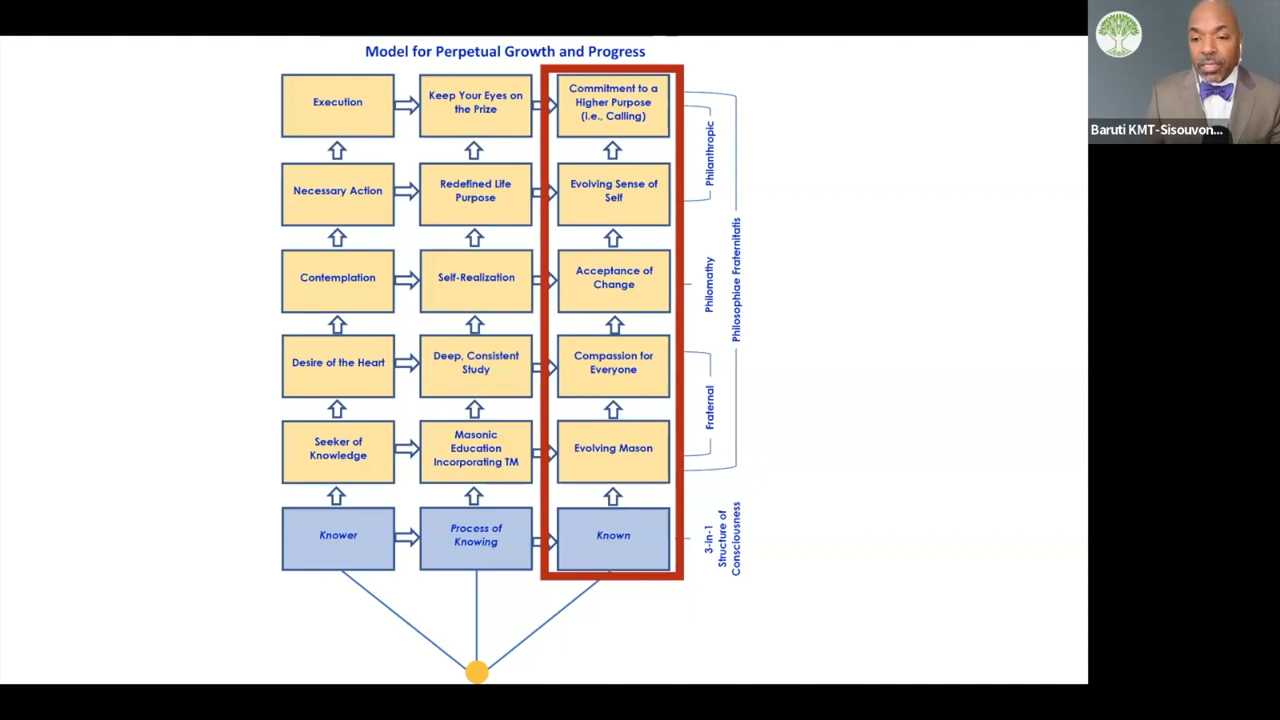 Model for Perpetual Growth and Progress
Execution
Keep Your Eyes on
the Prize
Commitment to a
Higher Purpose
(i.e., Calling)
Necessary Action
Redefined Life
Purpose
Evolving Sense of
Self
Contemplation
Self-Realization
Acceptance of
Change
Desire of the Heart
Deep, Consistent
Study
Compassion for
Everyone
Seeker of
Knowledge
Masonic
Education
Incorporating TM
Evolving Mason
Knower
Process of
Knowing
Known
Philanthropic
Philomathy
Fraternal
Philosophiae Fraternitatis
3-in-1
Structure of
Consciousness
Baruti KMT-Sisouvon...